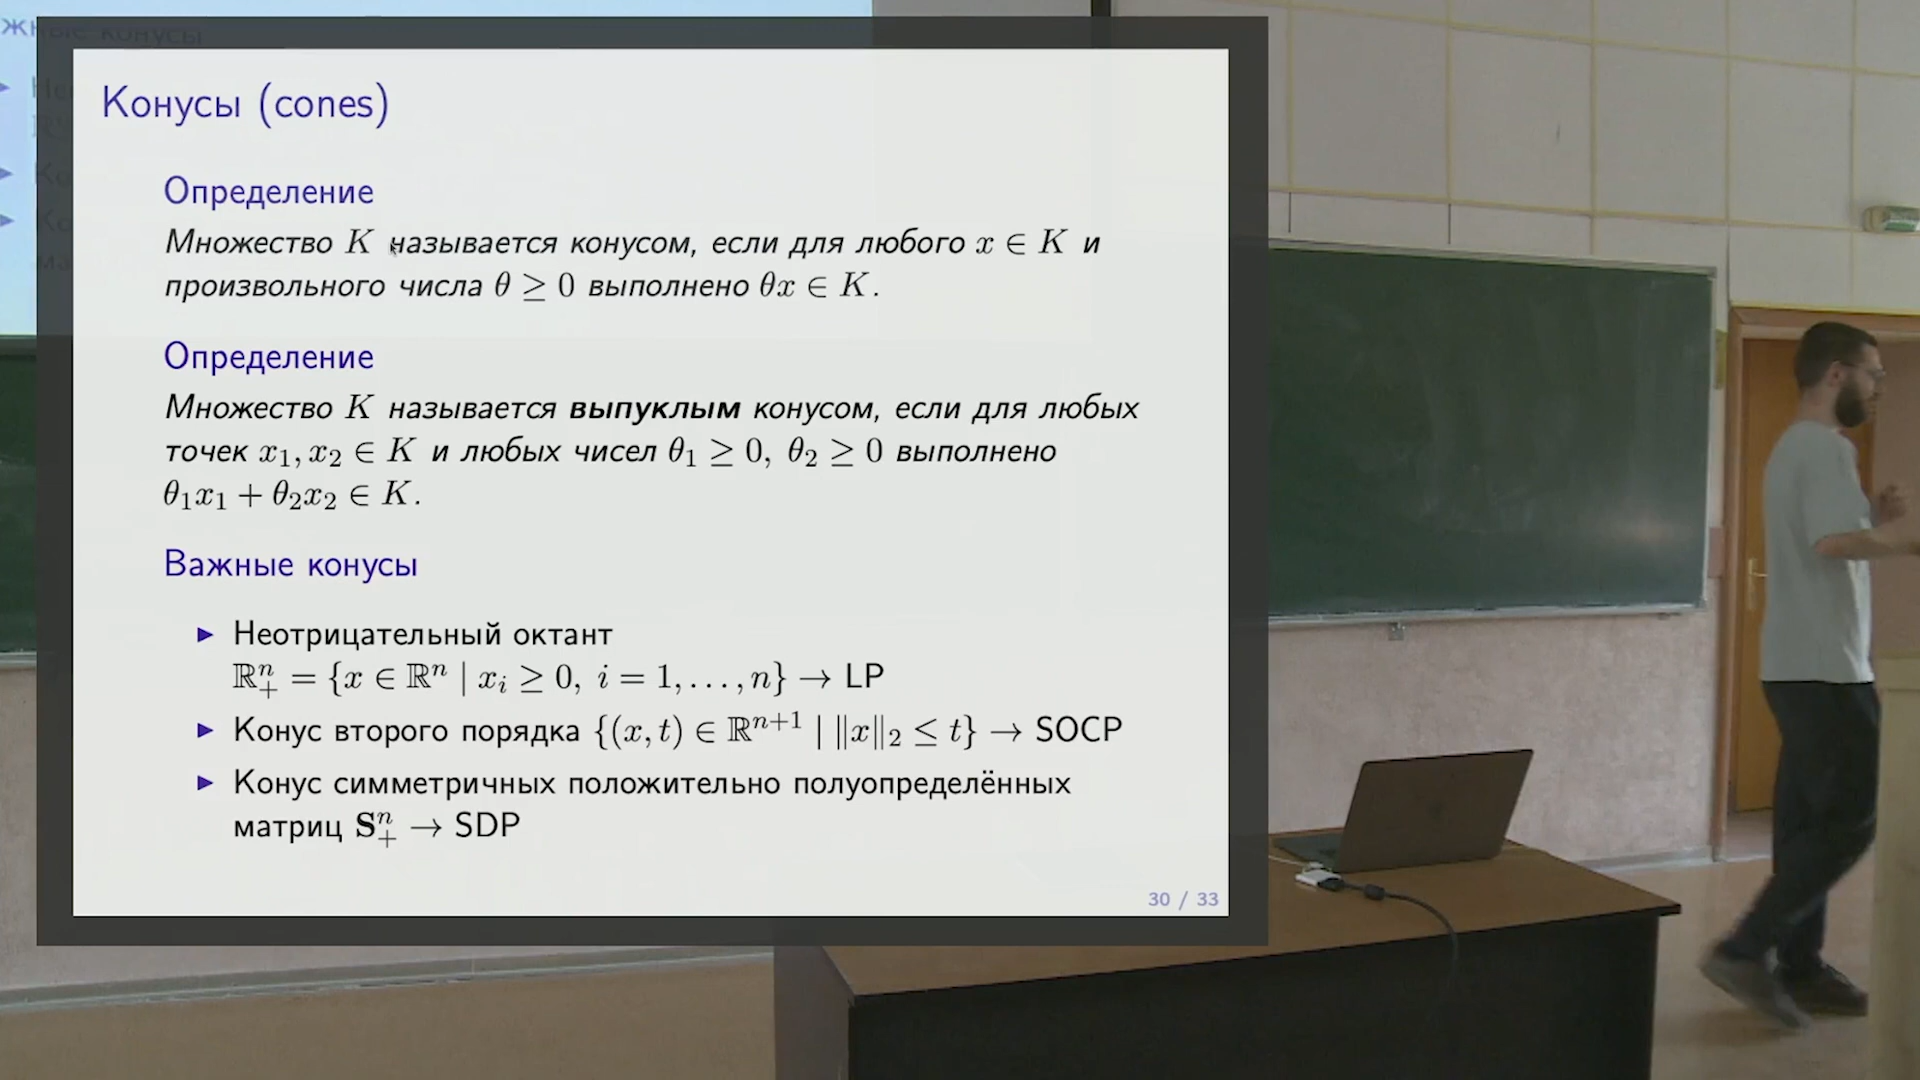 Конусы (cones)
Определение
Множество K называется конусом, если для любого x ∈ K и
произвольного числа θ ≥ 0 выполнено θx ∈ K.
Определение
Множество K называется выпуклым конусом, если для любых
точек x₁, x₂ ∈ K и любых чисел θ₁ ≥ 0, θ₂ ≥ 0 выполнено
θ₁x₁ + θ₂x₂ ∈ K.
Важные конусы
▶ Неотрицательный октант
ℝⁿ₊ = {x ∈ ℝⁿ | xᵢ ≥ 0, i = 1, . . . , n} → LP
▶ Конус второго порядка {(x, t) ∈ ℝⁿ⁺¹ | ‖x‖₂ ≤ t} → SOCP
▶ Конус симметричных положительно полуопределённых
матриц Sⁿ₊ → SDP
30 / 33